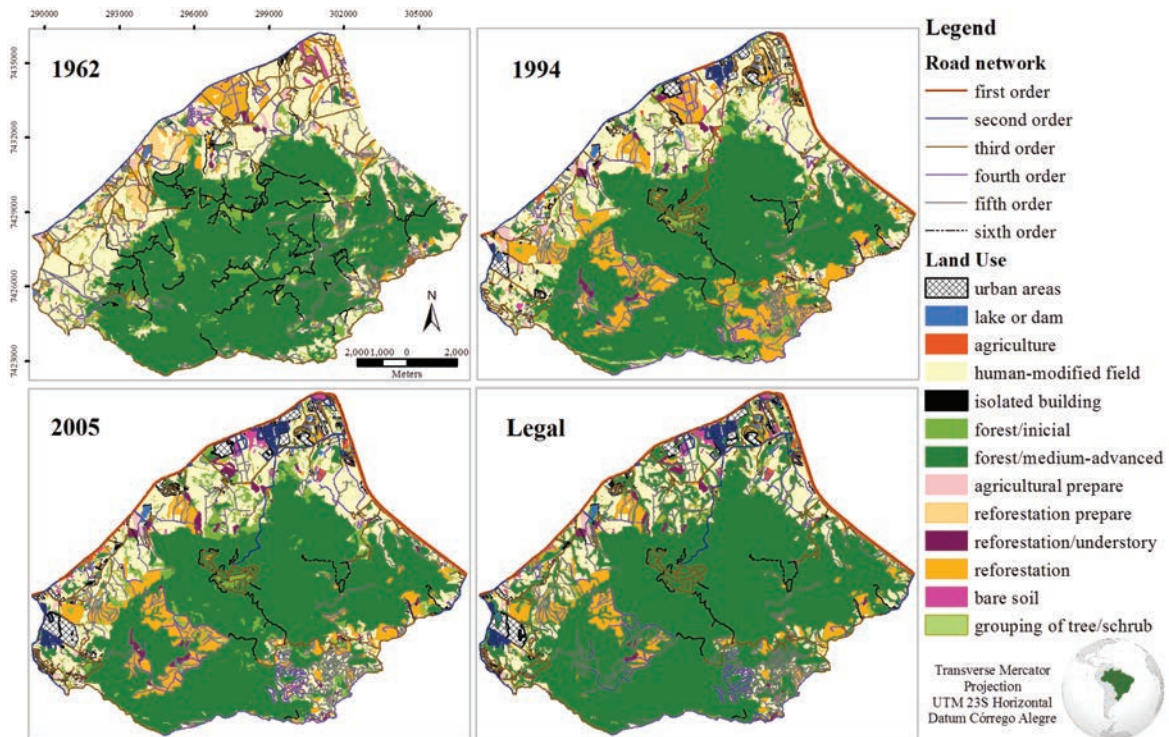 290000 293000 296000 299000 302000 305000
1962
7435000
7432000
7429000
7426000
7423000
N
2,000 1,000 0 2,000
Meters
1994
2005
Legal
Legend
Road network
first order
second order
third order
fourth order
fifth order
sixth order
Land Use
urban areas
lake or dam
agriculture
human-modified field
isolated building
forest/inicial
forest/medium-advanced
agricultural prepare
reforestation prepare
reforestation/understory
reforestation
bare soil
grouping of tree/schrub
Transverse Mercator
Projection
UTM 23S Horizontal
Datum Córrego Alegre